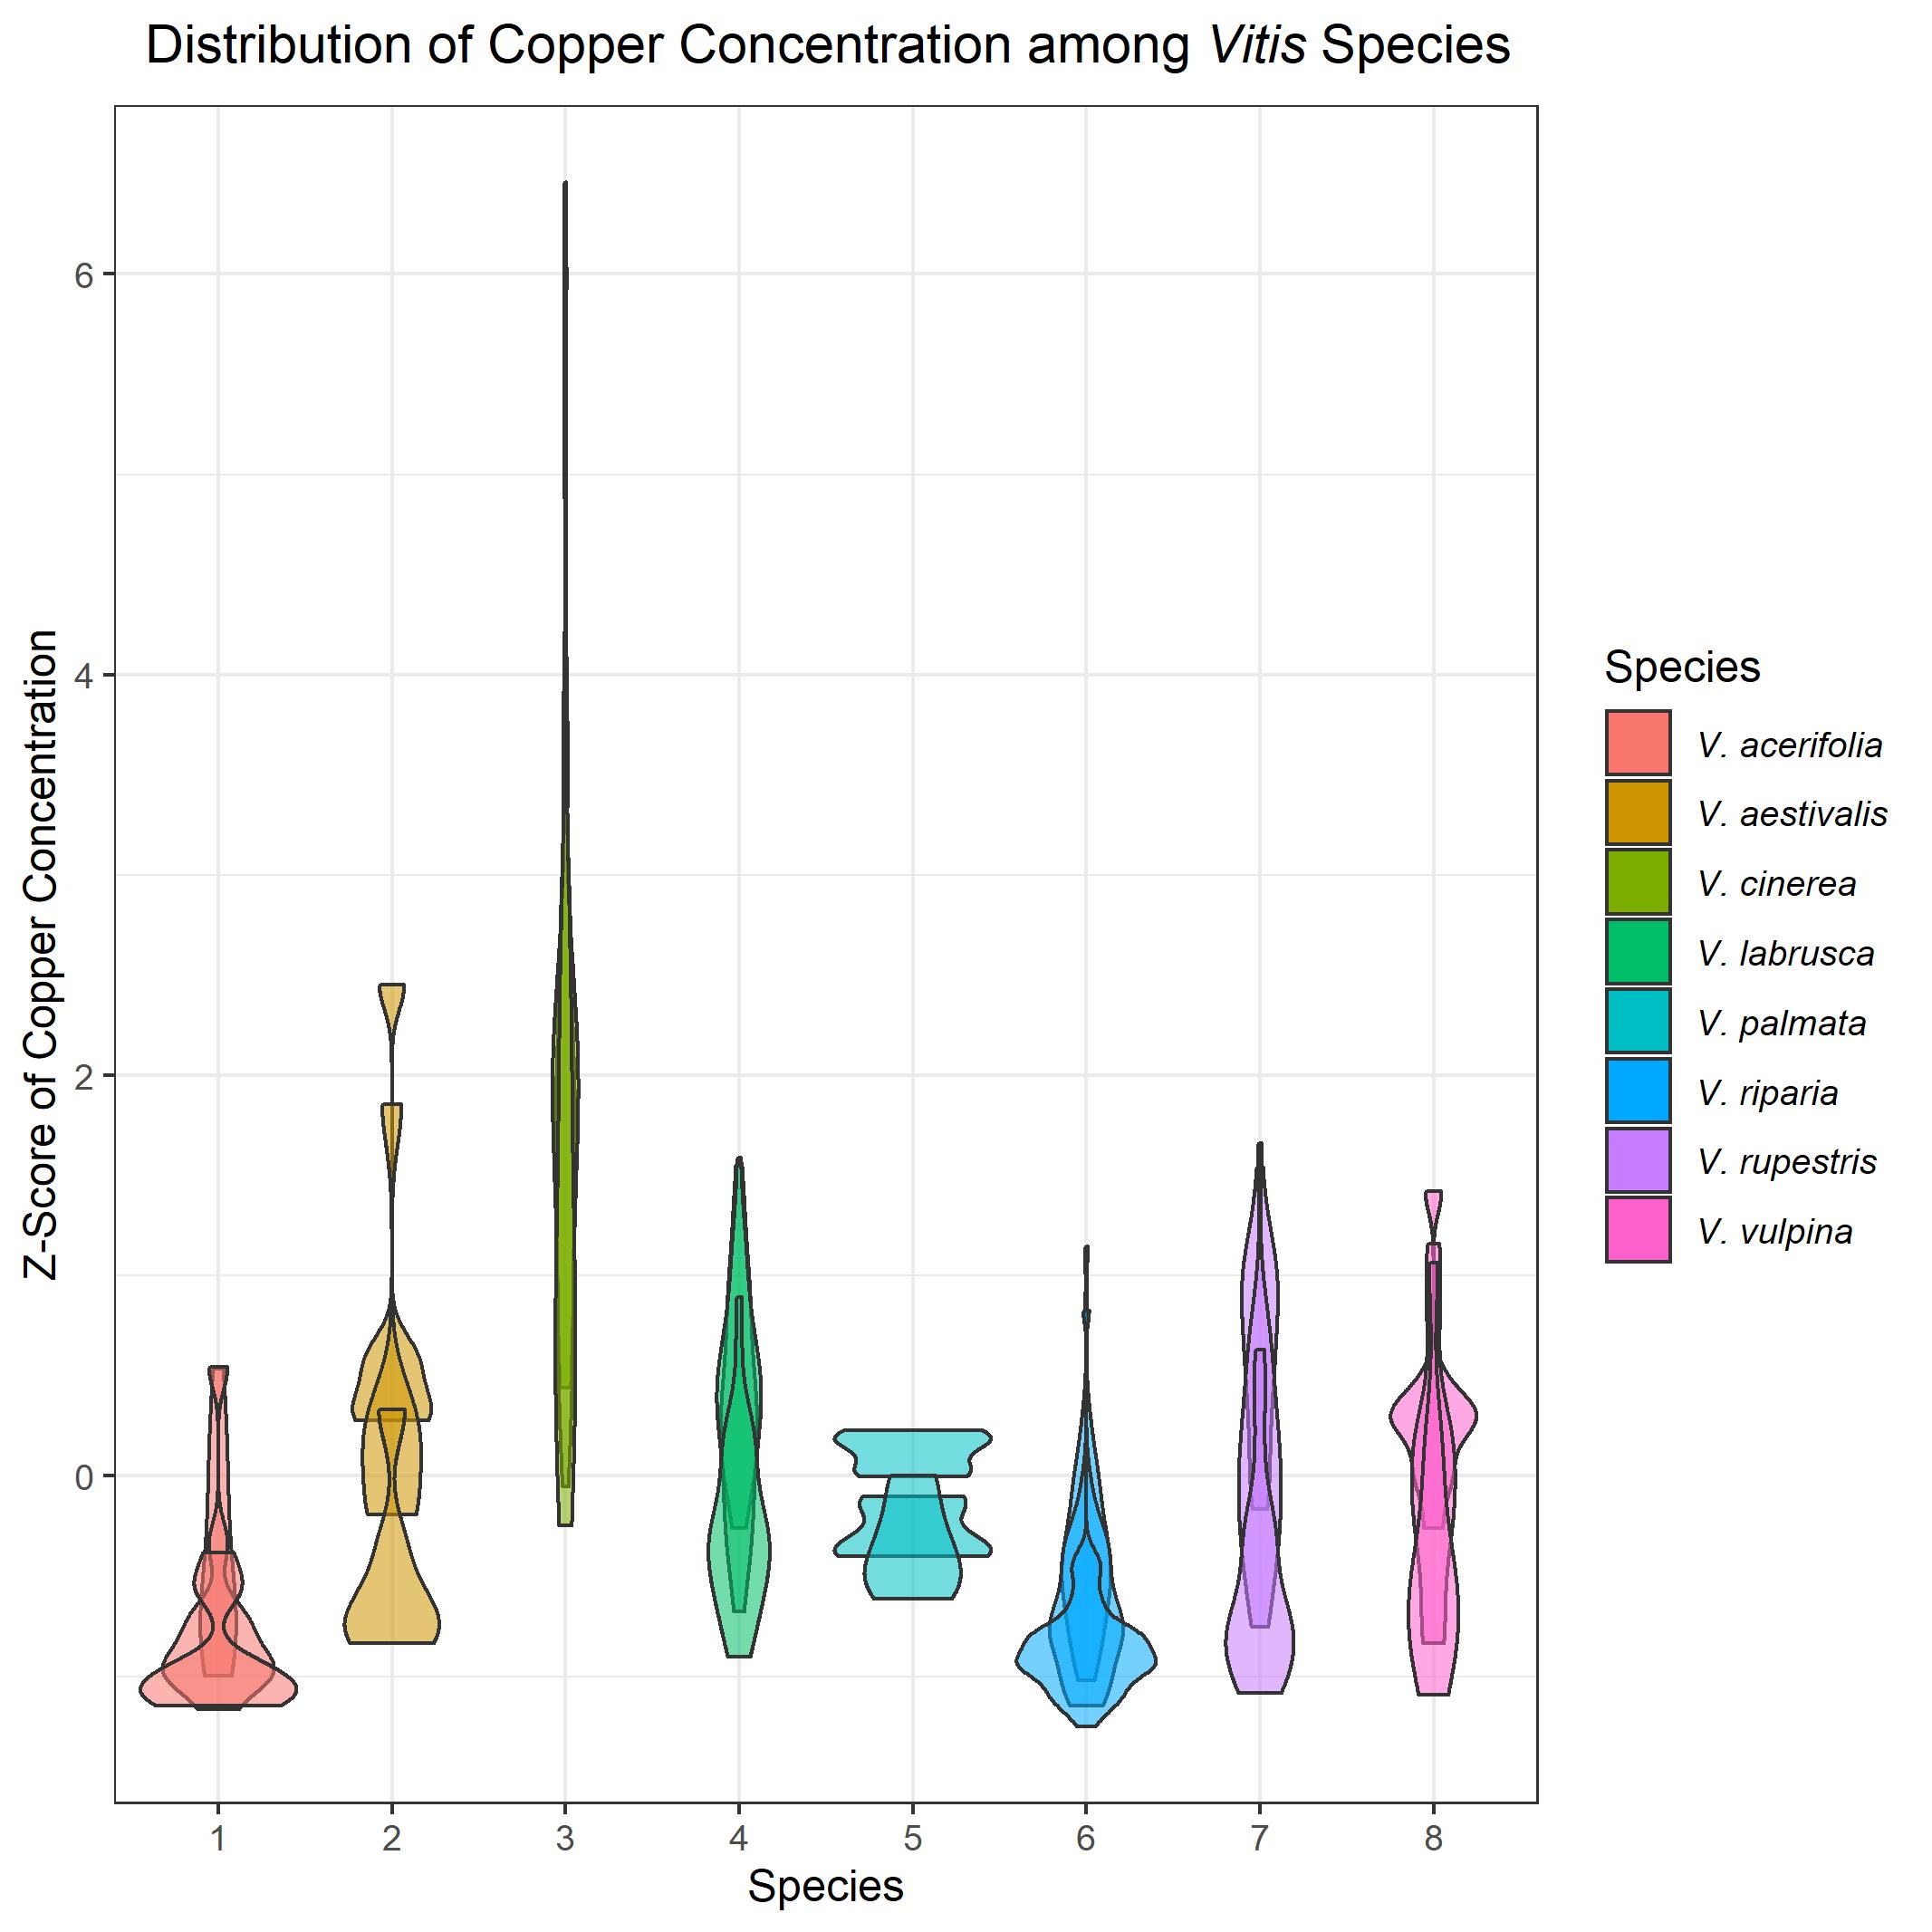 Distribution of Copper Concentration among Vitis Species
Z-Score of Copper Concentration
6
4
2
0
1 2 3 4 5 6 7 8
Species
Species
V. acerifolia
V. aestivalis
V. cinerea
V. labrusca
V. palmata
V. riparia
V. rupestris
V. vulpina